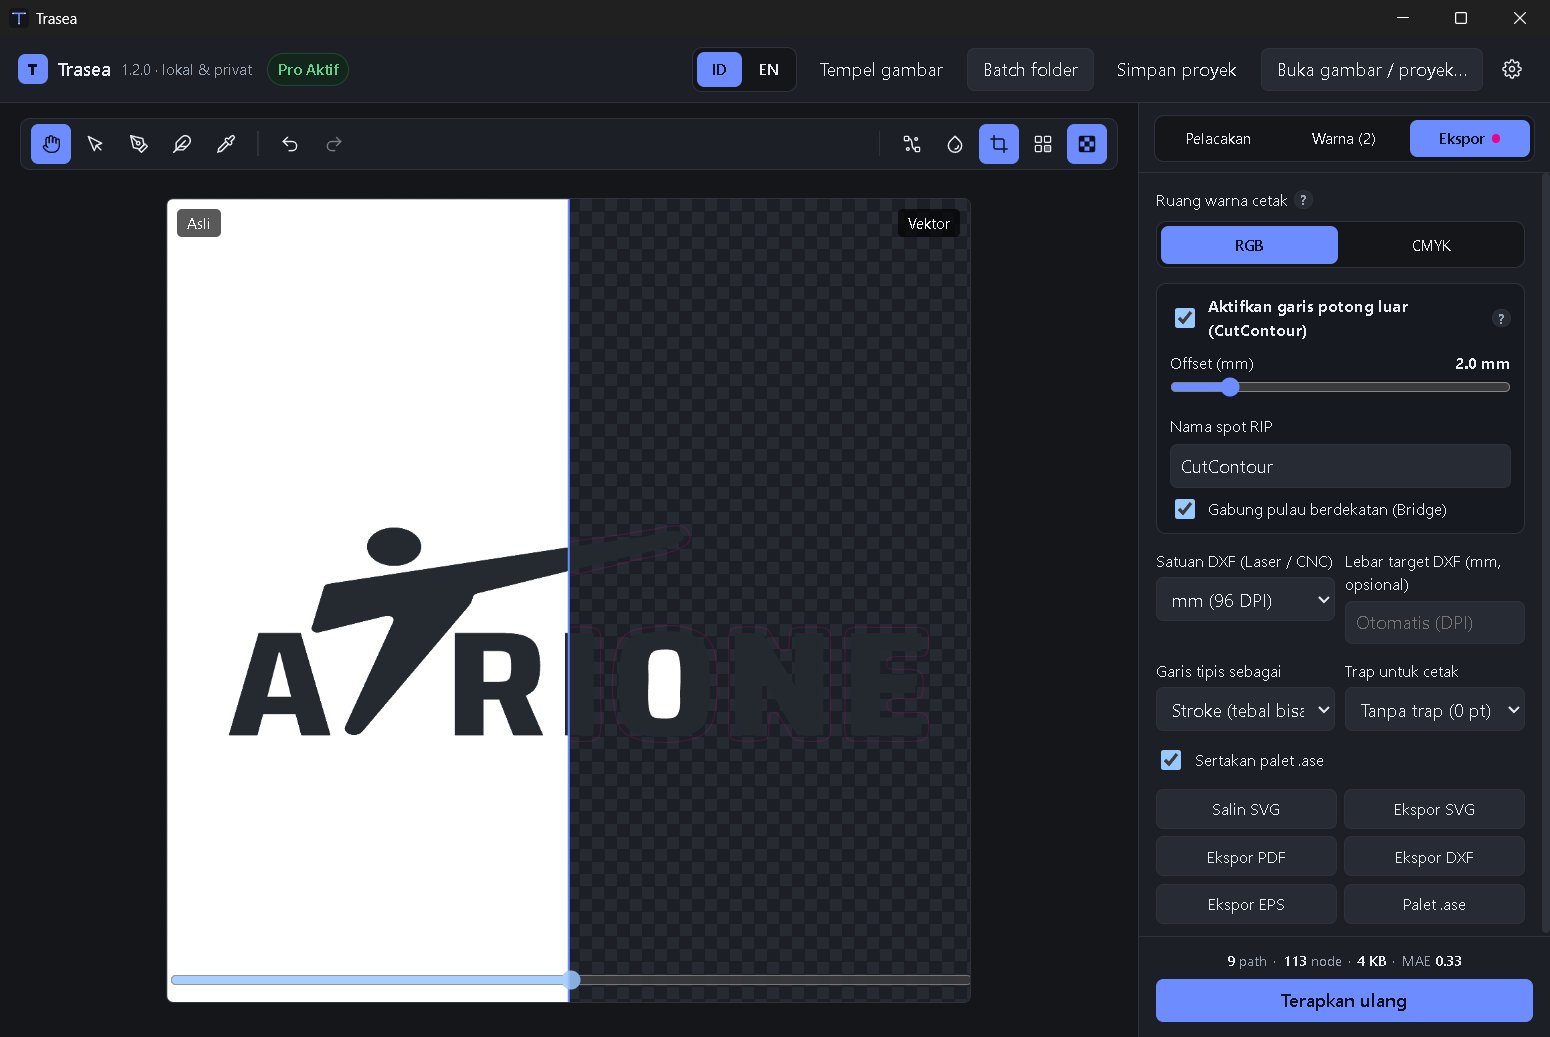 Trasea
T Trasea 1.2.0 · lokal & privat Pro Aktif ID EN Tempel gambar Batch folder Simpan proyek Buka gambar / proyek...
Pelacakan Warna (2) Ekspor
Asli Vektor
ATRIONE
Ruang warna cetak ?
RGB CMYK
Aktifkan garis potong luar
(CutContour) ?
Offset (mm) 2.0 mm
Nama spot RIP
CutContour
Gabung pulau berdekatan (Bridge)
Satuan DXF (Laser / CNC)
mm (96 DPI)
Lebar target DXF (mm,
opsional)
Otomatis (DPI)
Garis tipis sebagai
Stroke (tebal bisa
Trap untuk cetak
Tanpa trap (0 pt)
Sertakan palet .ase
Salin SVG Ekspor SVG
Ekspor PDF Ekspor DXF
Ekspor EPS Palet .ase
9 path · 113 node · 4 KB · MAE 0.33
Terapkan ulang